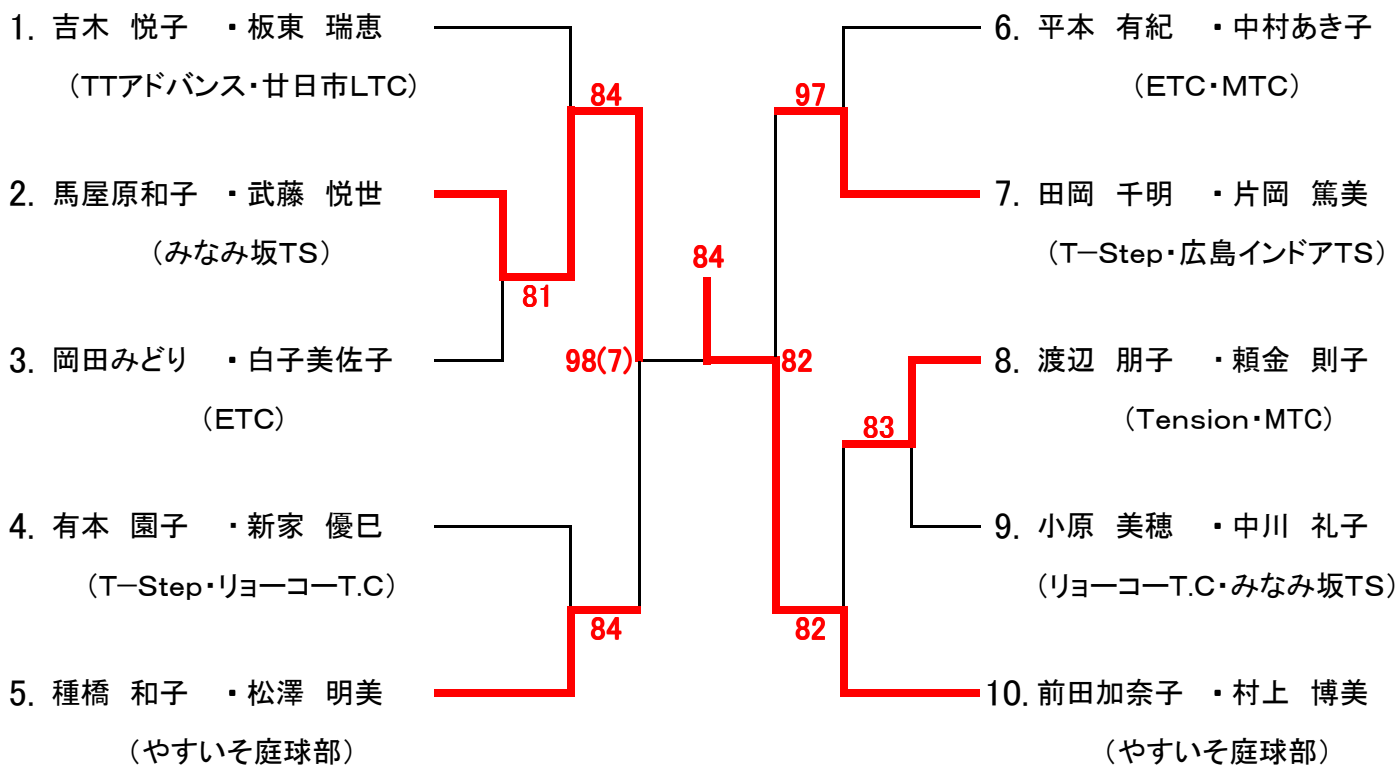 1. 吉木 悦子 ・板東 瑞恵
(TTアドバンス・廿日市LTC)
84
2. 馬屋原和子 ・武藤 悦世
(みなみ坂TS)
81
3. 岡田みどり ・白子美佐子
(ETC)
98(7)
4. 有本 園子 ・新家 優巳
(T-Step・リョーコーT.C)
84
5. 種橋 和子 ・松澤 明美
(やすいそ庭球部)
84
6. 平本 有紀 ・中村あき子
(ETC・MTC)
97
7. 田岡 千明 ・片岡 篤美
(T-Step・広島インドアTS)
82
8. 渡辺 朋子 ・頼金 則子
(Tension・MTC)
83
9. 小原 美穂 ・中川 礼子
(リョーコーT.C・みなみ坂TS)
82
10. 前田加奈子 ・村上 博美
(やすいそ庭球部)